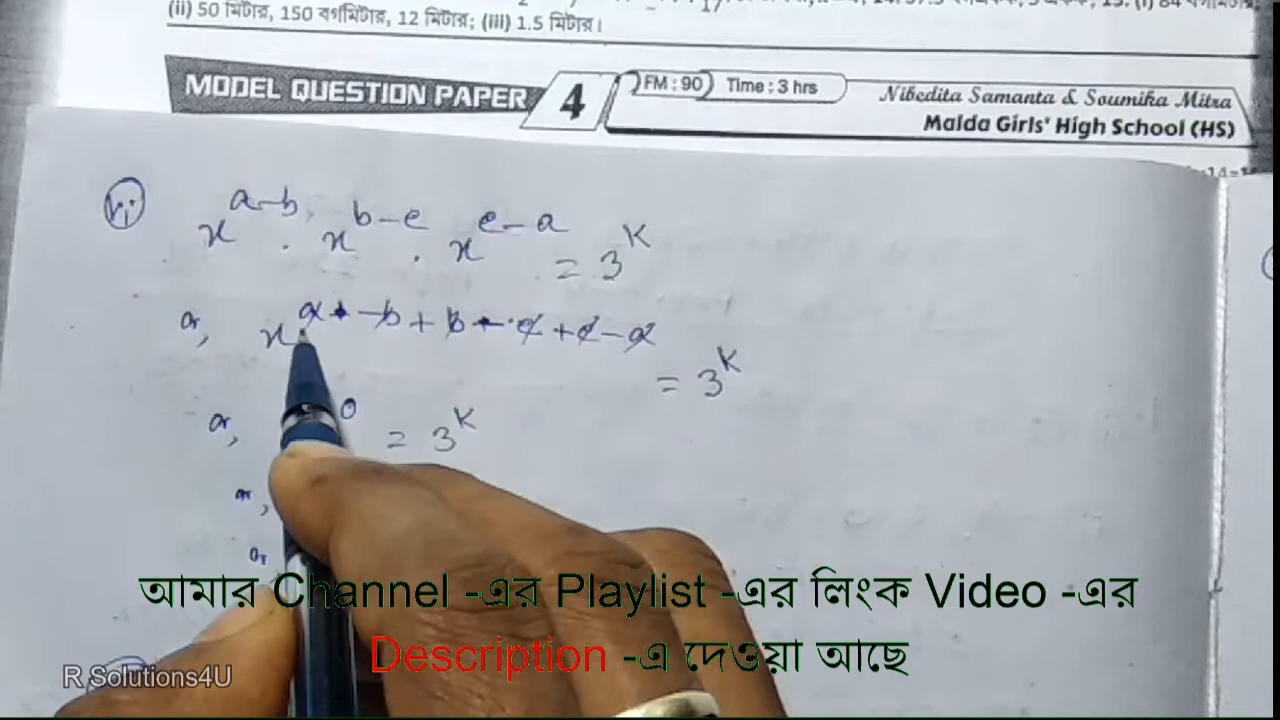 (ii) 50 মিটার, 150 বর্গমিটার, 12 মিটার; (iii) 1.5 মিটার।
MODEL QUESTION PAPER 4 FM : 90 Time : 3 hrs
Nibedita Samanta & Soumika Mitra
Malda Girls' High School (HS)
x^{a-b} . x^{b-c} . x^{c-a} = 3^K
or, x^{a-b+b-c+c-a} = 3^K
or, ^0 = 3^K
or,
or,
আমার Channel -এর Playlist -এর লিংক Video -এর
Description -এ দেওয়া আছে
R Solutions4U